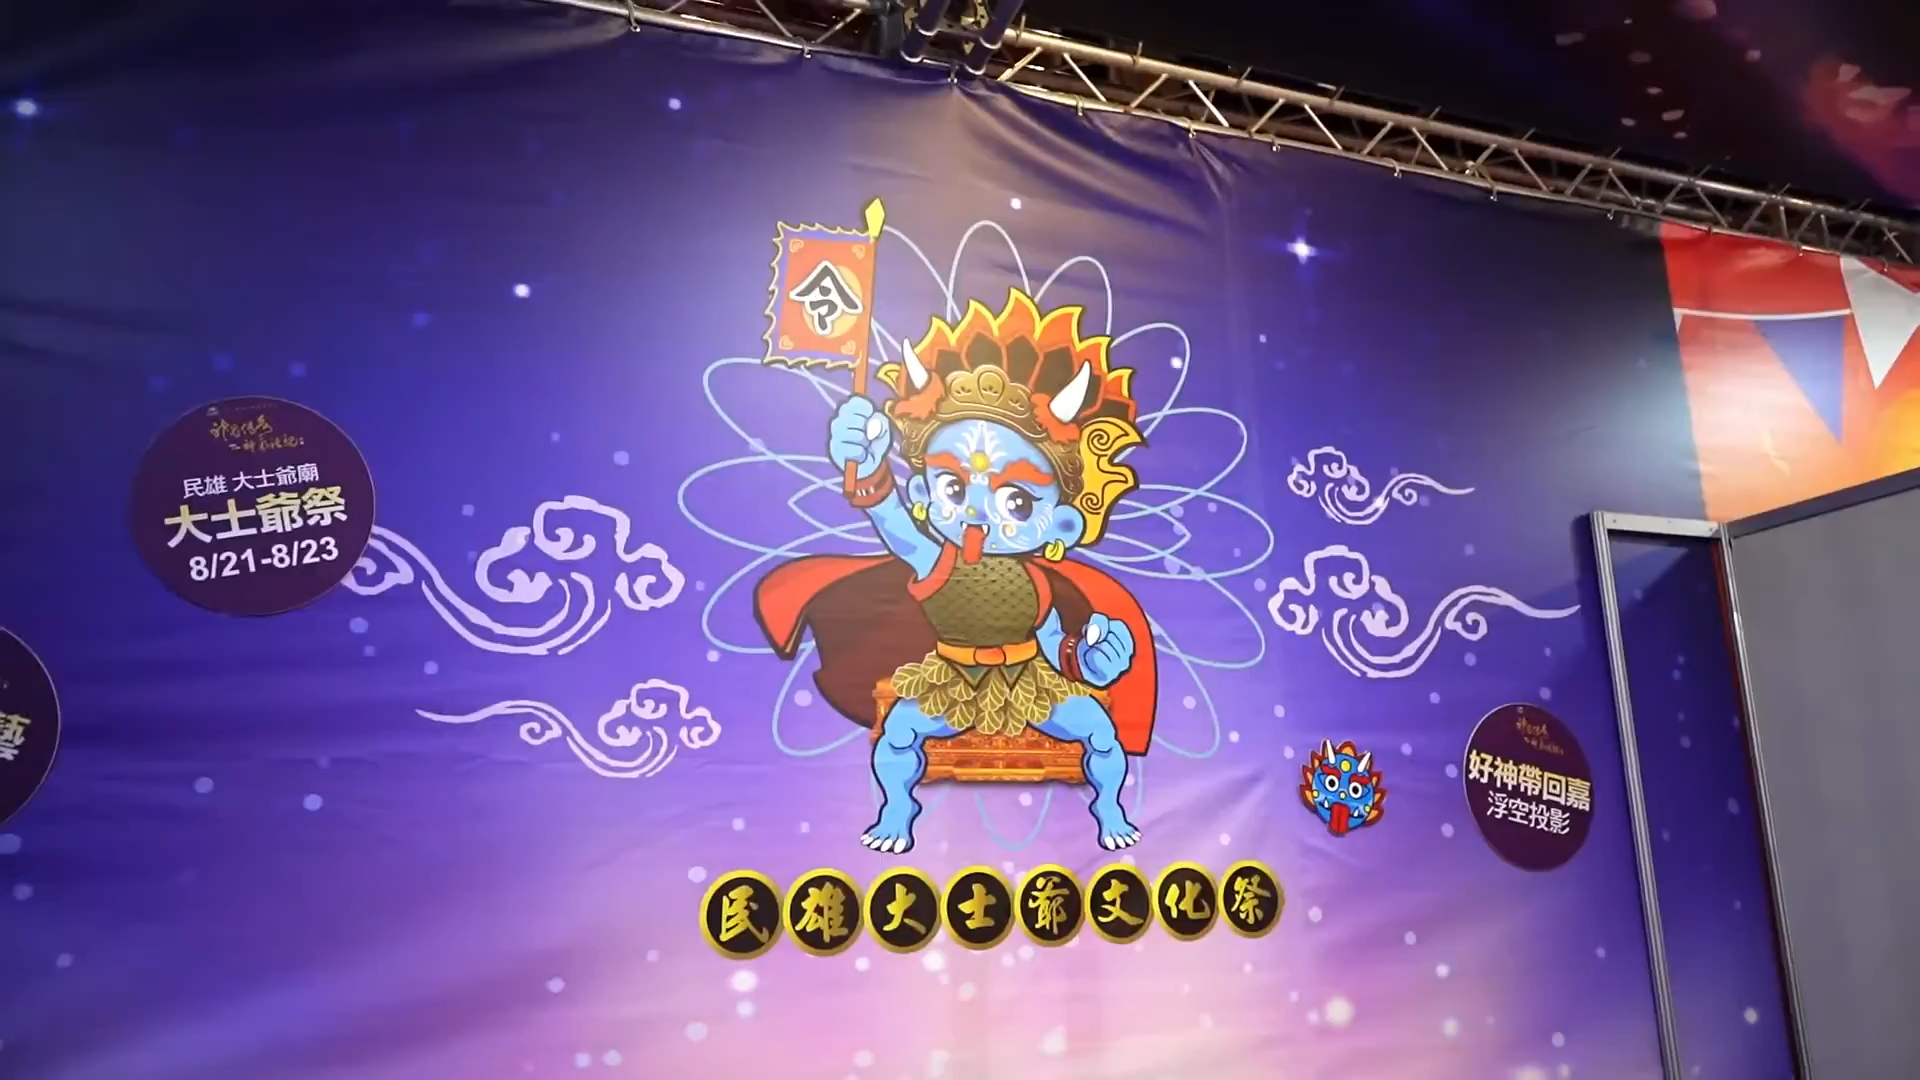 令
民雄 大士爺廟
大士爺祭
8/21-8/23
藝
好神帶回嘉
浮空投影
民雄大士爺文化祭